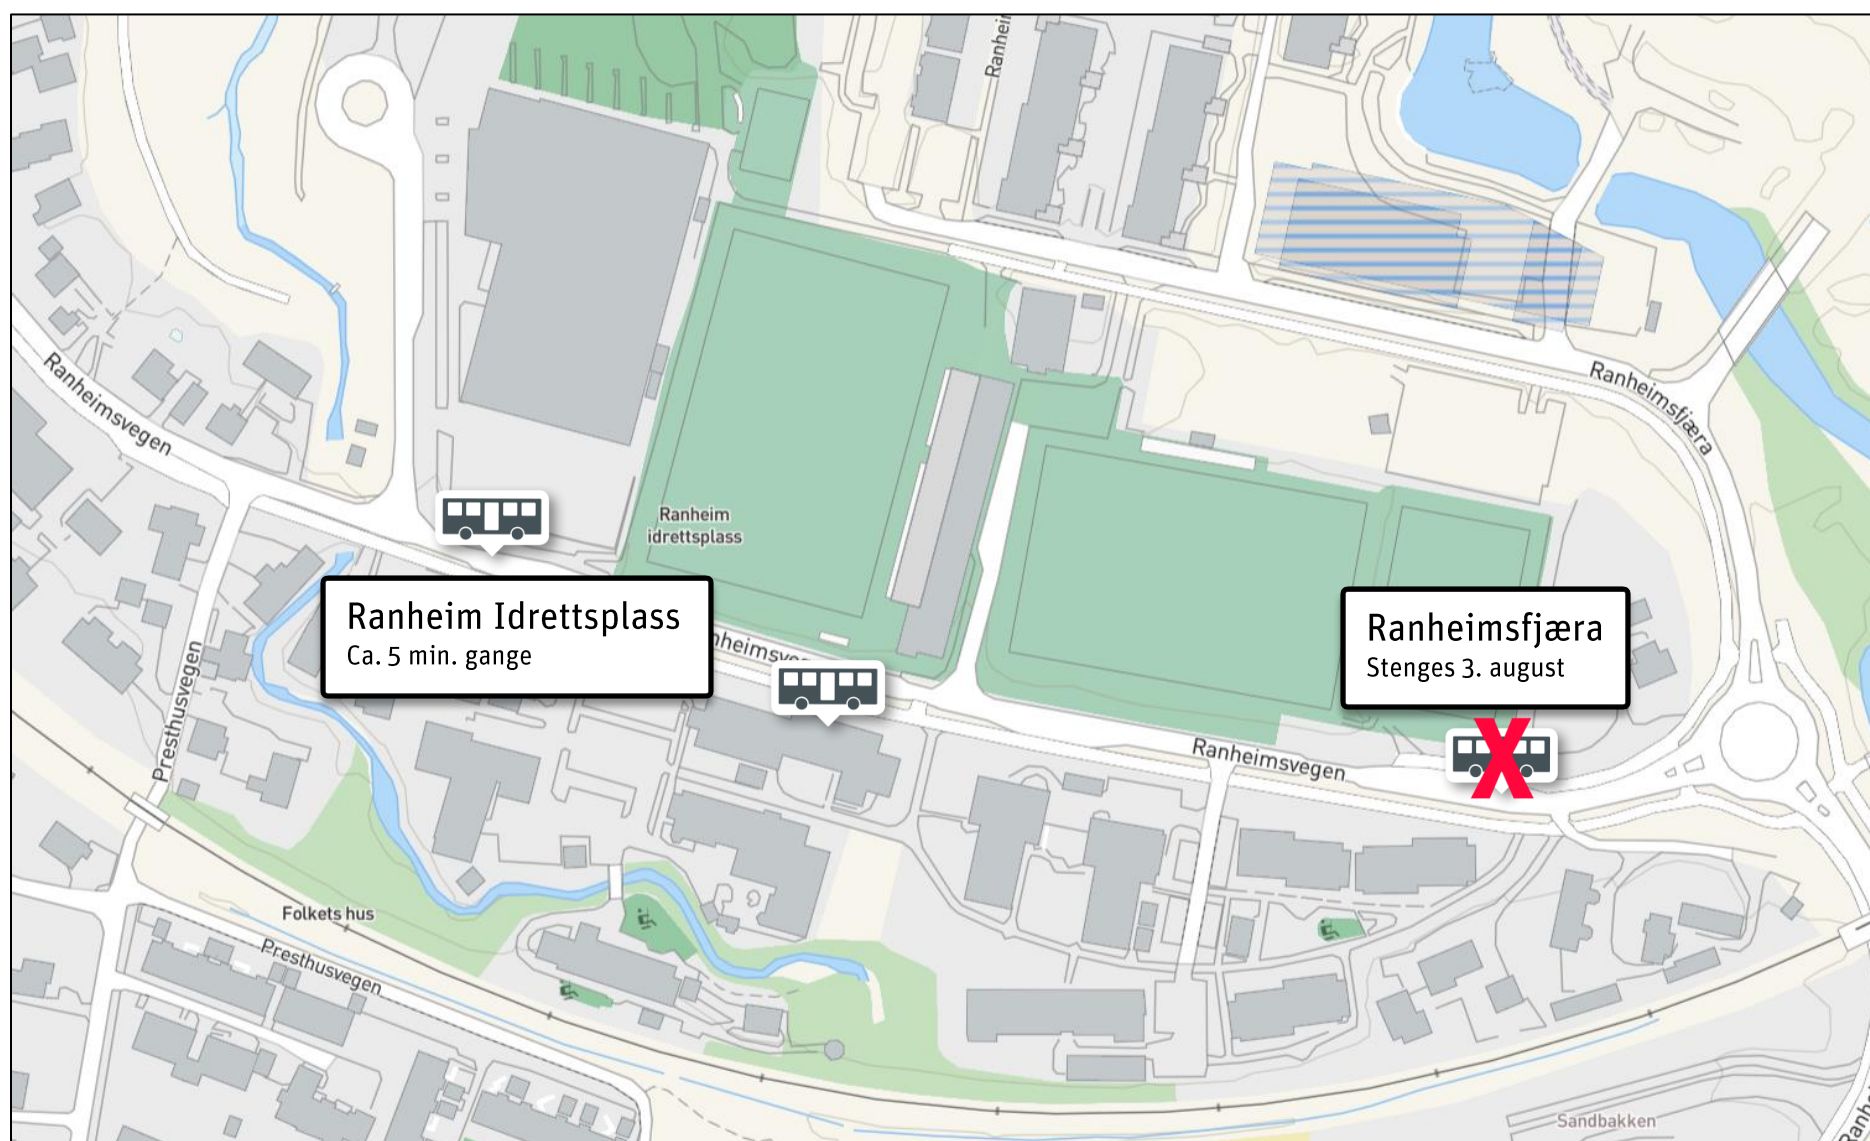 Ranheim
Ranheimsvegen
Ranheimsfjæra
Ranheim
idrettsplass
Ranheim Idrettsplass
Ca. 5 min. gange
Ranheimsfjæra
Stenges 3. august
X
Presthusvegen
Ranheimsvegen
Folkets hus
Presthusvegen
Sandbakken